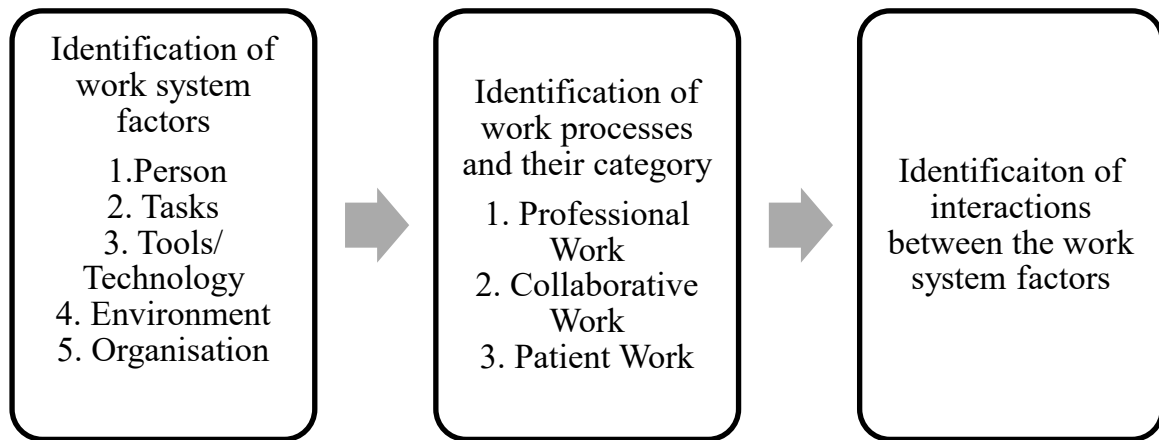 Identification of
work system
factors
1.Person
2. Tasks
3. Tools/
Technology
4. Environment
5. Organisation
Identification of
work processes
and their category
1. Professional
Work
2. Collaborative
Work
3. Patient Work
Identificaiton of
interactions
between the work
system factors